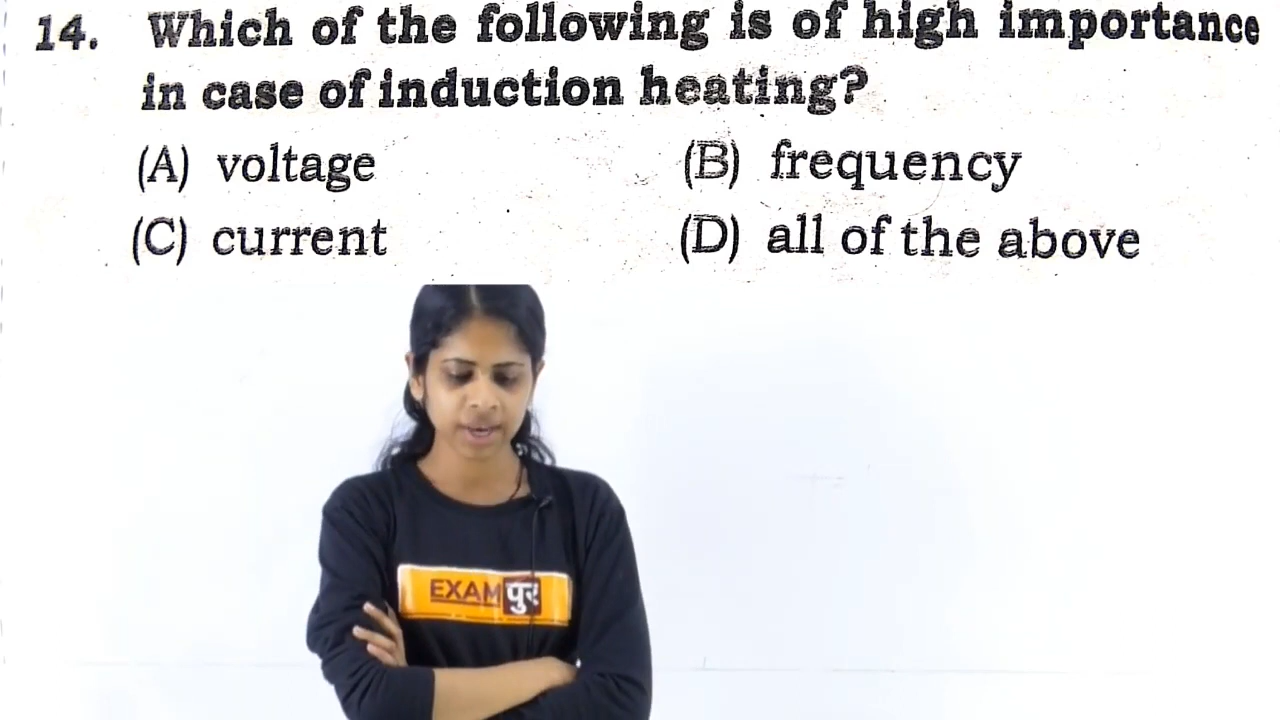 14. Which of the following is of high importance
in case of induction heating?
(A) voltage (B) frequency
(C) current (D) all of the above
EXAM पुर